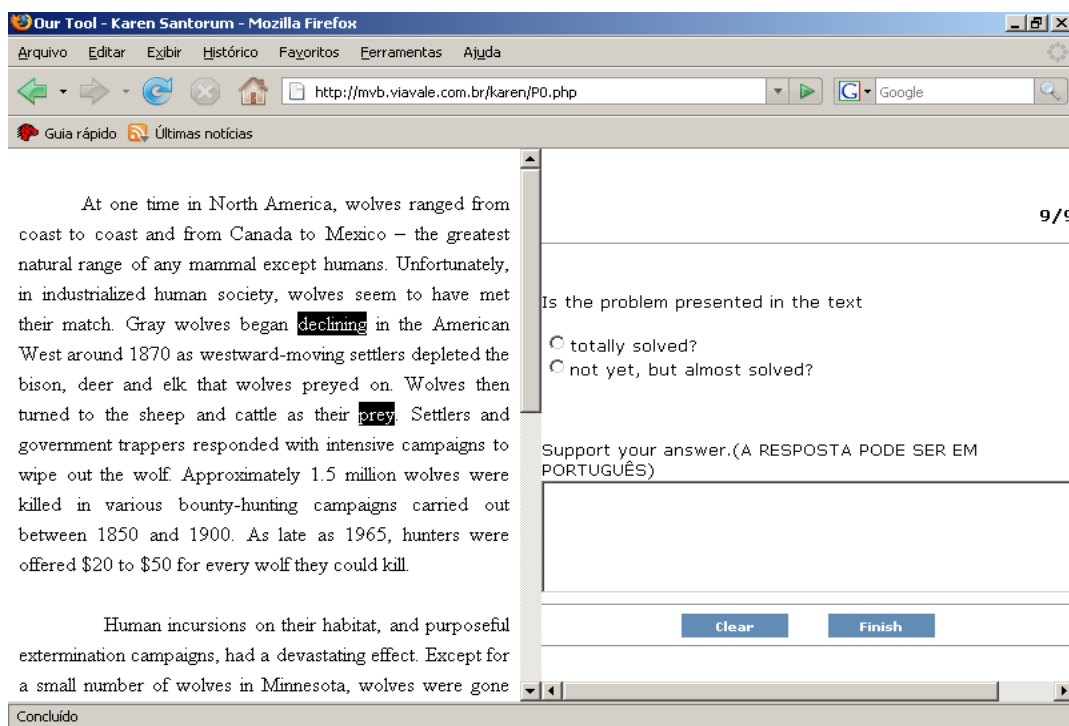 Our Tool - Karen Santorum - Mozilla Firefox
Arquivo Editar Exibir Histórico Favoritos Ferramentas Ajuda
http://mvb.viavale.com.br/karen/P0.php
G Google
Guia rápido Últimas notícias
At one time in North America, wolves ranged from
coast to coast and from Canada to Mexico – the greatest
natural range of any mammal except humans. Unfortunately,
in industrialized human society, wolves seem to have met
their match. Gray wolves began declining in the American
West around 1870 as westward-moving settlers depleted the
bison, deer and elk that wolves preyed on. Wolves then
turned to the sheep and cattle as their prey. Settlers and
government trappers responded with intensive campaigns to
wipe out the wolf. Approximately 1.5 million wolves were
killed in various bounty-hunting campaigns carried out
between 1850 and 1900. As late as 1965, hunters were
offered $20 to $50 for every wolf they could kill.
Human incursions on their habitat, and purposeful
extermination campaigns, had a devastating effect. Except for
a small number of wolves in Minnesota, wolves were gone
9/9
Is the problem presented in the text
totally solved?
not yet, but almost solved?
Support your answer.(A RESPOSTA PODE SER EM
PORTUGUÊS)
Clear Finish
Concluído